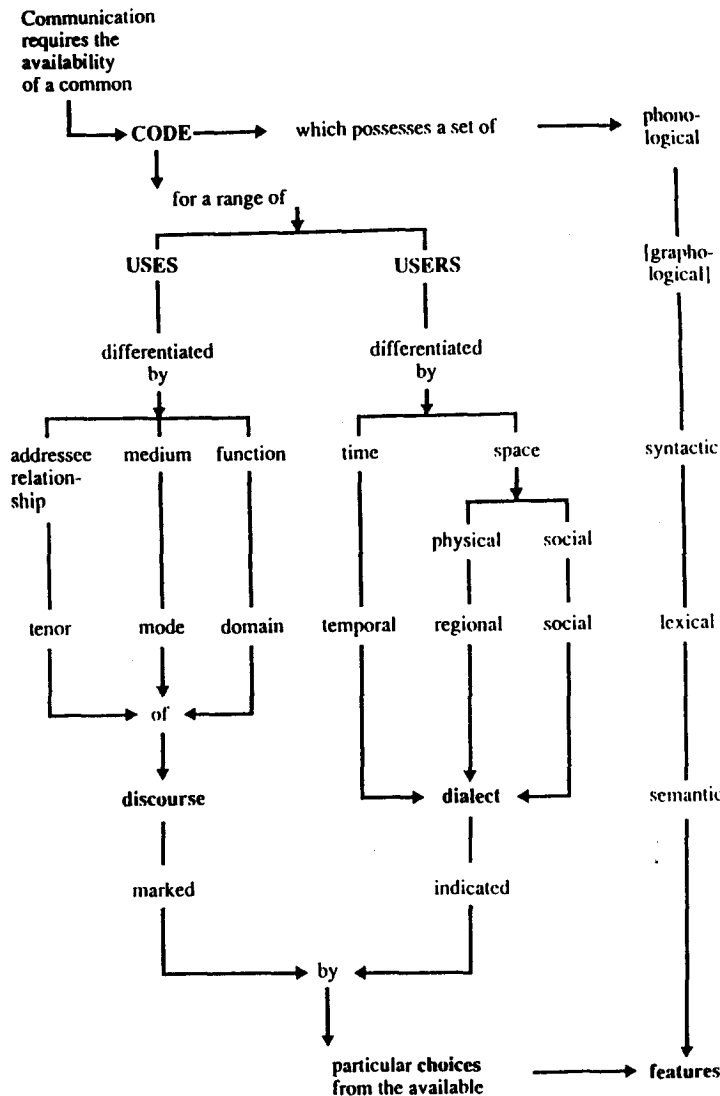 Communication
requires the
availability
of a common
CODE
which possesses a set of
phono-
logical
for a range of
[grapho-
logical]
USES
USERS
differentiated
by
differentiated
by
addressee
relation-
ship
medium
function
time
space
syntactic
physical
social
tenor
mode
domain
temporal
regional
social
lexical
of
discourse
dialect
semantic
marked
indicated
by
particular choices
from the available
features